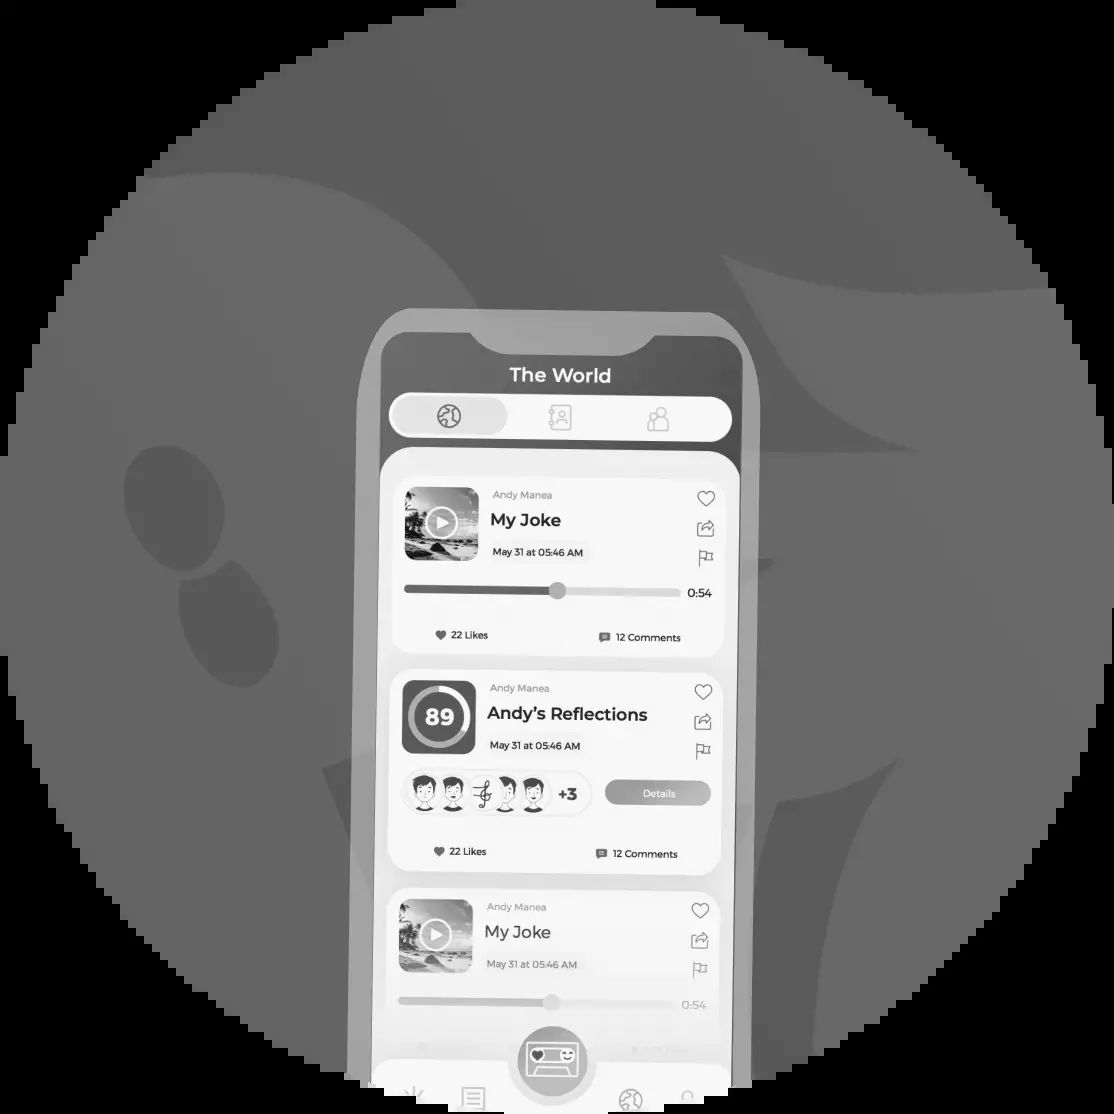 The World
Andy Manea
My Joke
May 31 at 05:46 AM
0:54
22 Likes
12 Comments
Andy Manea
89
Andy's Reflections
May 31 at 05:46 AM
+3
Details
22 Likes
12 Comments
Andy Manea
My Joke
May 31 at 05:46 AM
0:54